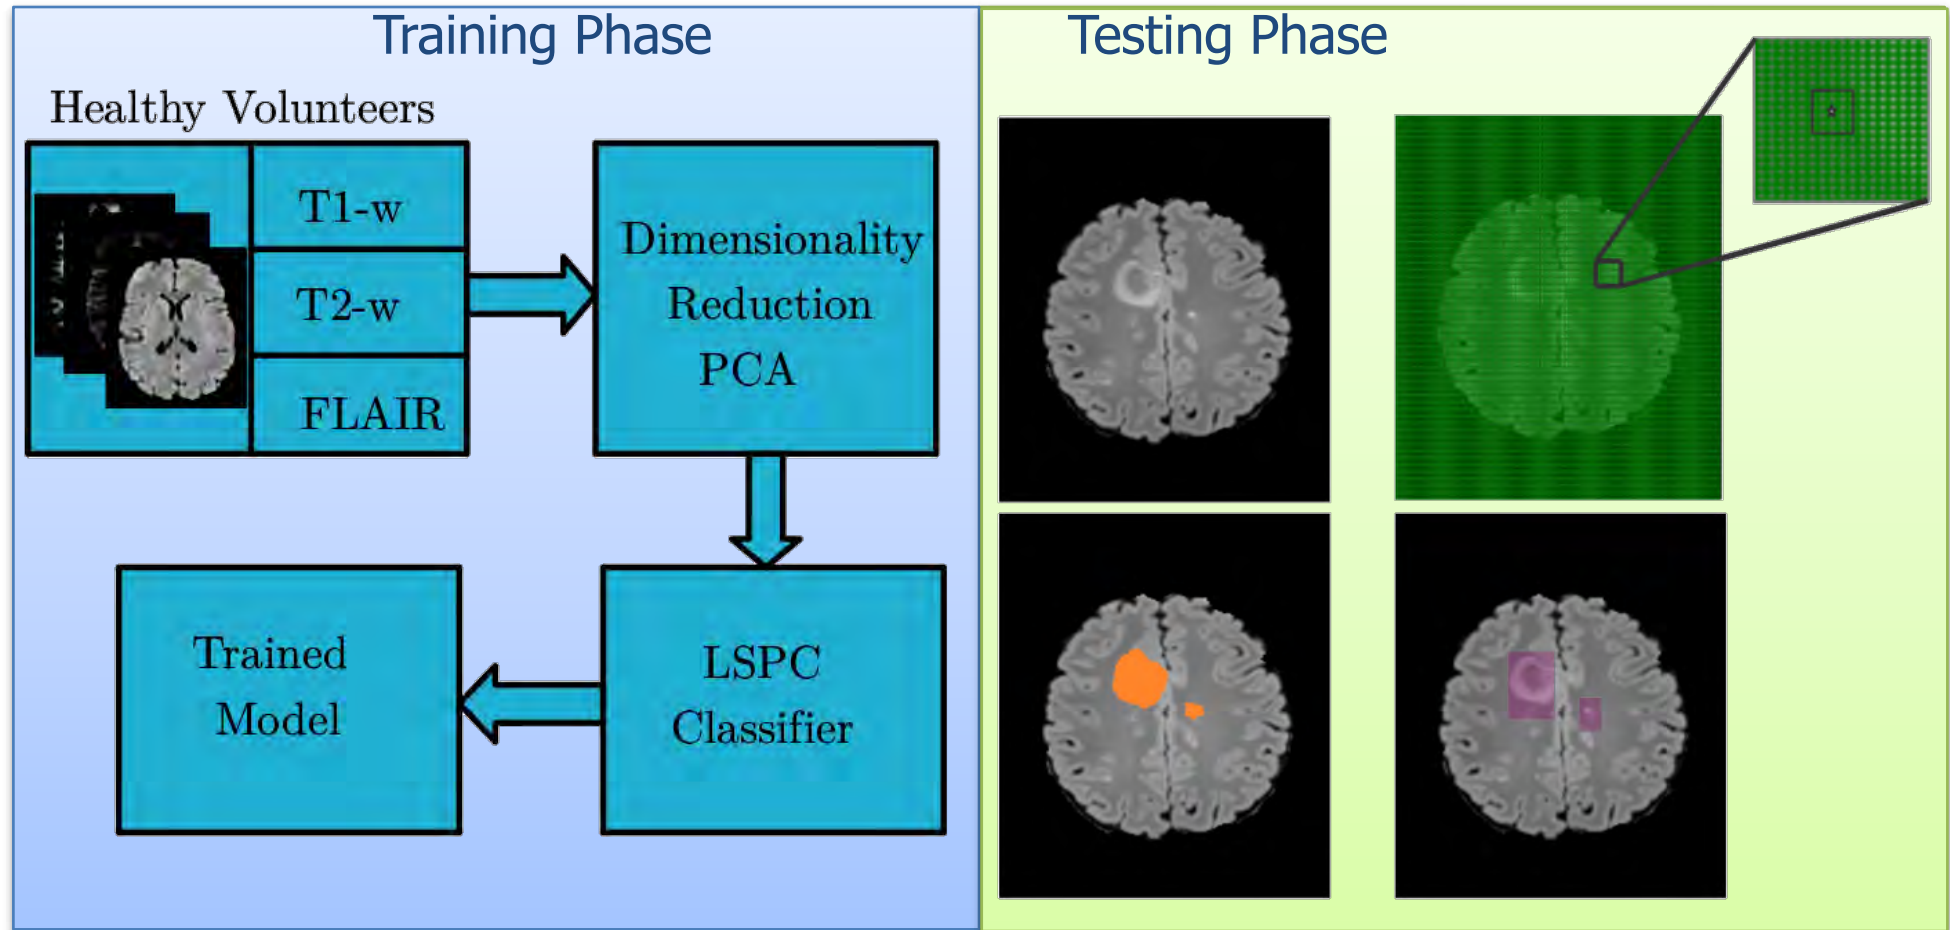 Training Phase
Healthy Volunteers
T1-w
T2-w
FLAIR
Dimensionality
Reduction
PCA
LSPC
Classifier
Trained
Model
Testing Phase